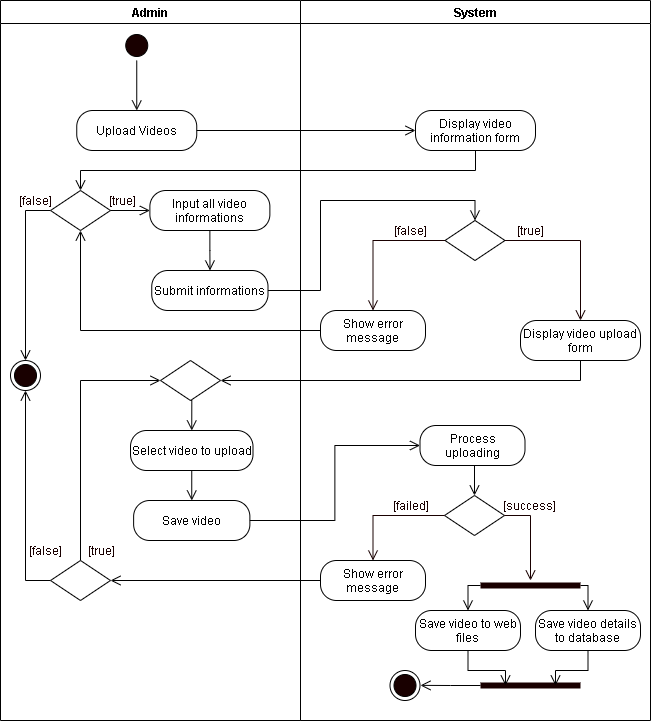 Admin
System
Upload Videos
Display video
information form
[false]
[true]
Input all video
informations
[false]
[true]
Submit informations
Show error
message
Display video upload
form
Select video to upload
Process
uploading
Save video
[failed]
[success]
[false]
[true]
Show error
message
Save video to web
files
Save video details
to database